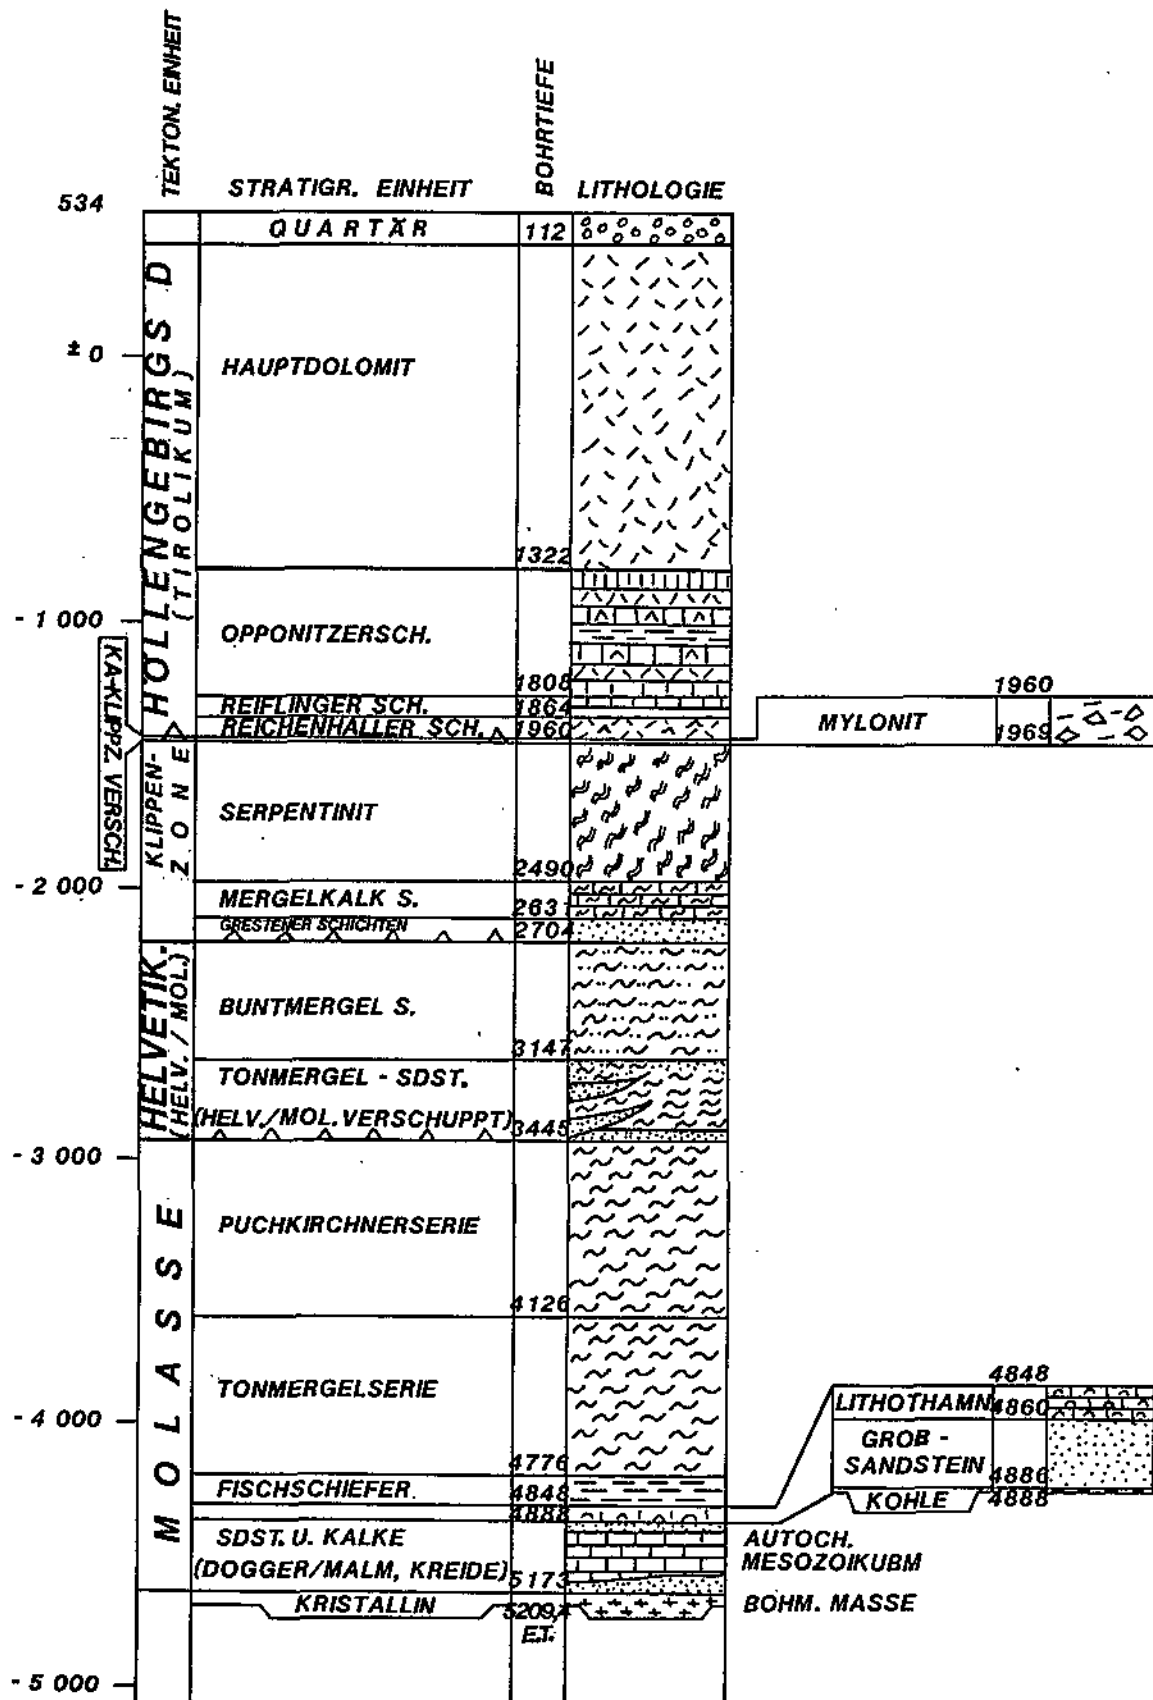 TEKTON. EINHEIT
STRATIGR. EINHEIT
BOHRTIEFE
LITHOLOGIE
534
QUARTÄR
112
HÖLLENGEBIRGS D
(TIROLIKUM)
± 0
HAUPTDOLOMIT
1322
- 1 000
OPPONITZERSCH.
1808
REIFLINGER SCH.
1864
REICHENHALLER SCH.
1960
KA-KLIPPZ. VERSCH.
1960
MYLONIT
1969
KLIPPEN-
ZONE
SERPENTINIT
2490
- 2 000
MERGELKALK S.
2631
GRESTENER SCHICHTEN
2704
HELVETIK.
(HELV. / MOL.)
BUNTMERGEL S.
3147
TONMERGEL - SDST.
(HELV./MOL. VERSCHUPPT)
3445
- 3 000
MOLASSE
PUCHKIRCHNERSERIE
4126
TONMERGELSERIE
- 4 000
4776
FISCHSCHIEFER
4848
4888
4848
LITHOTHAMN.
4860
GROB -
SANDSTEIN
4886
KOHLE
4888
SDST. U. KALKE
(DOGGER/MALM, KREIDE)
5173
AUTOCH.
MESOZOIKUBM
KRISTALLIN
5209,4
E.T.
BÖHM. MASSE
- 5 000